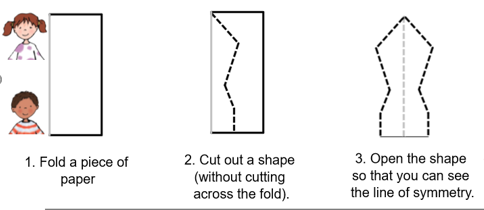 1. Fold a piece of
paper
2. Cut out a shape
(without cutting
across the fold).
3. Open the shape
so that you can see
the line of symmetry.